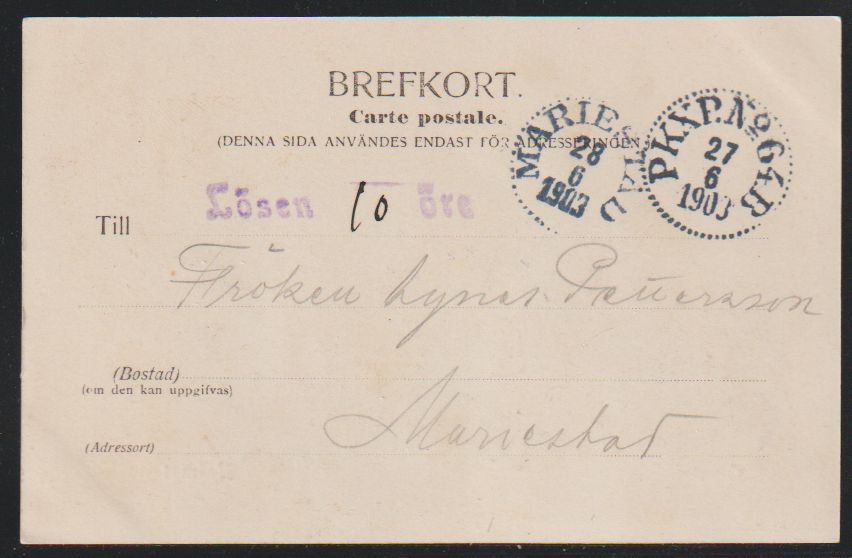 BREFKORT.
Carte postale.
(DENNA SIDA ANVÄNDES ENDAST FÖR ADRESSERINGEN)
MARIESTAD
28
6
1903
PKXP. No 64B
27
6
1903
Lösen 10 öre
Till
Fröken
(Bostad)
(om den kan uppgifvas)
Mariestad
(Adressort)